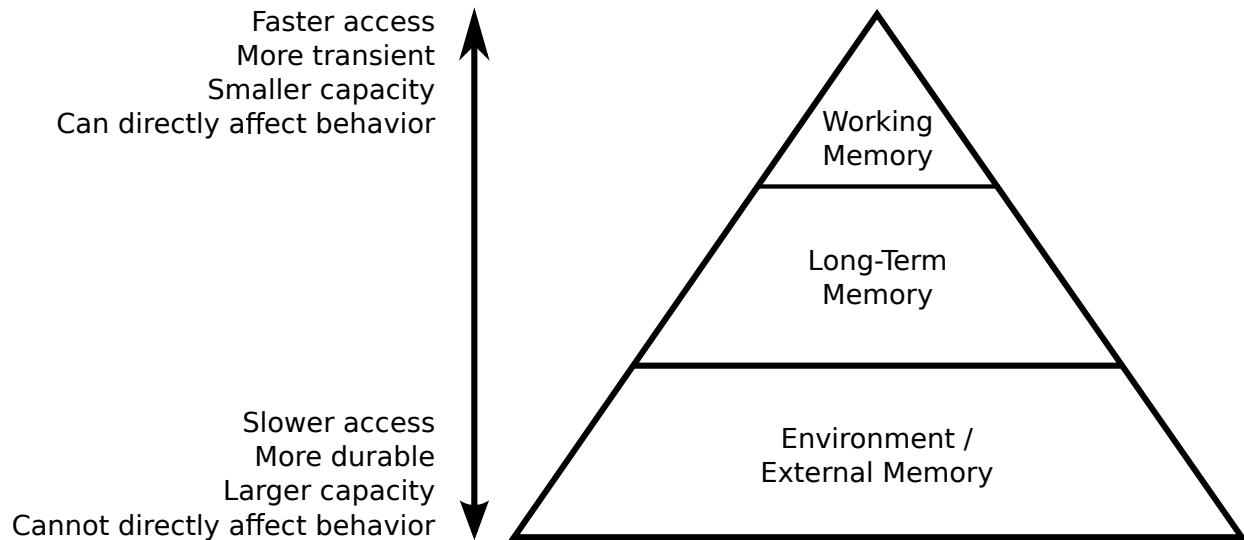 Faster access
More transient
Smaller capacity
Can directly affect behavior
Working
Memory
Long-Term
Memory
Slower access
More durable
Larger capacity
Cannot directly affect behavior
Environment /
External Memory